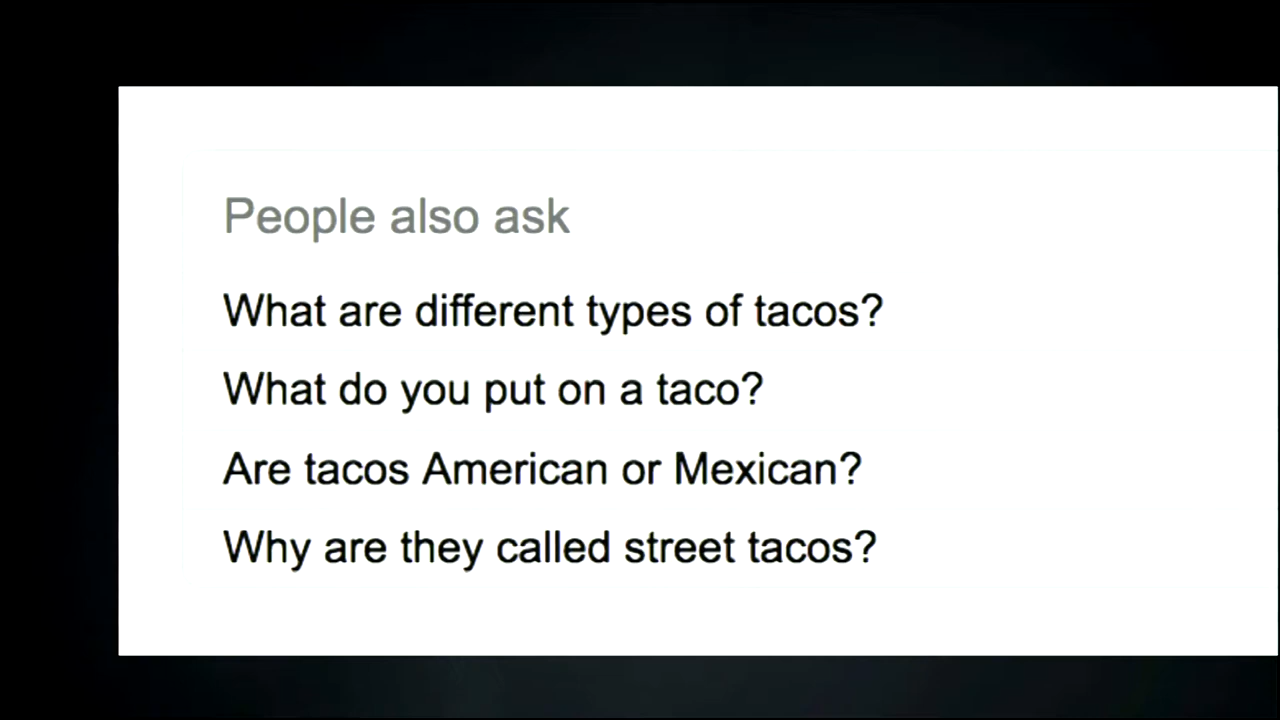 People also ask
What are different types of tacos?
What do you put on a taco?
Are tacos American or Mexican?
Why are they called street tacos?